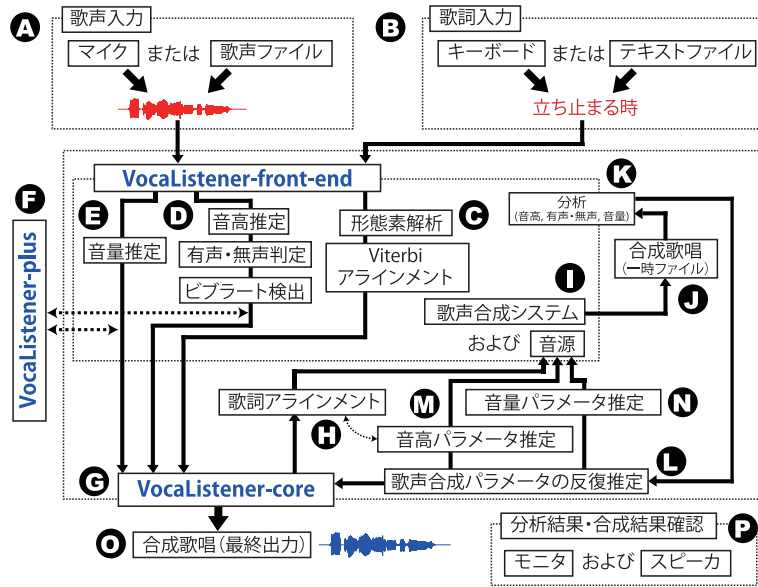 A
歌声入力
マイク または 歌声ファイル
B
歌詞入力
キーボード または テキストファイル
立ち止まる時
VocaListener-front-end
K
分析
(音高, 有声・無声, 音量)
F
VocaListener-plus
E
音量推定
D
音高推定
有声・無声判定
ビブラート検出
C
形態素解析
Viterbi
アラインメント
合成歌唱
(一時ファイル)
J
I
歌声合成システム
および 音源
歌詞アラインメント
H
M
音高パラメータ推定
音量パラメータ推定
N
L
歌声合成パラメータの反復推定
G
VocaListener-core
O
合成歌唱(最終出力)
P
分析結果・合成結果確認
モニタ および スピーカ